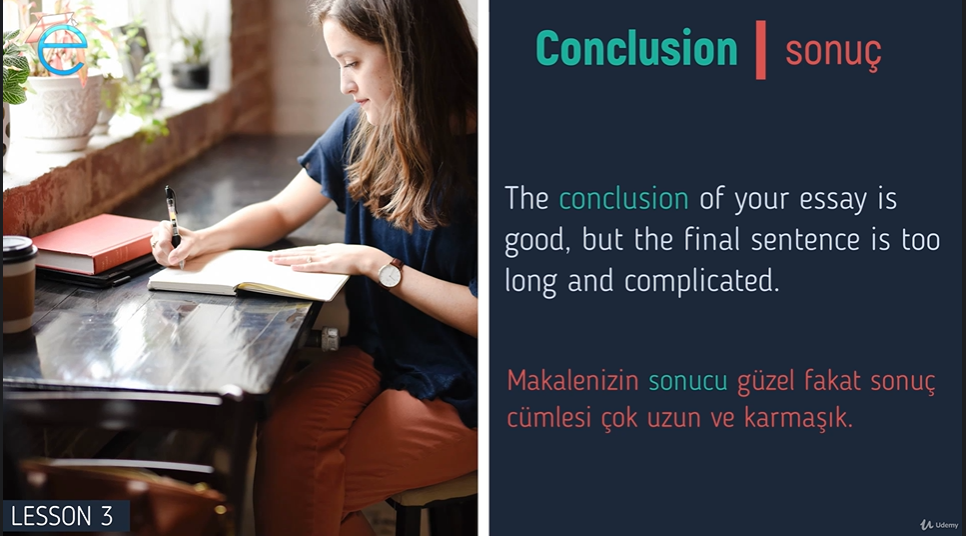 e
Conclusion | sonuç
The conclusion of your essay is
good, but the final sentence is too
long and complicated.
Makalenizin sonucu güzel fakat sonuç
cümlesi çok uzun ve karmaşık.
LESSON 3
Udemy